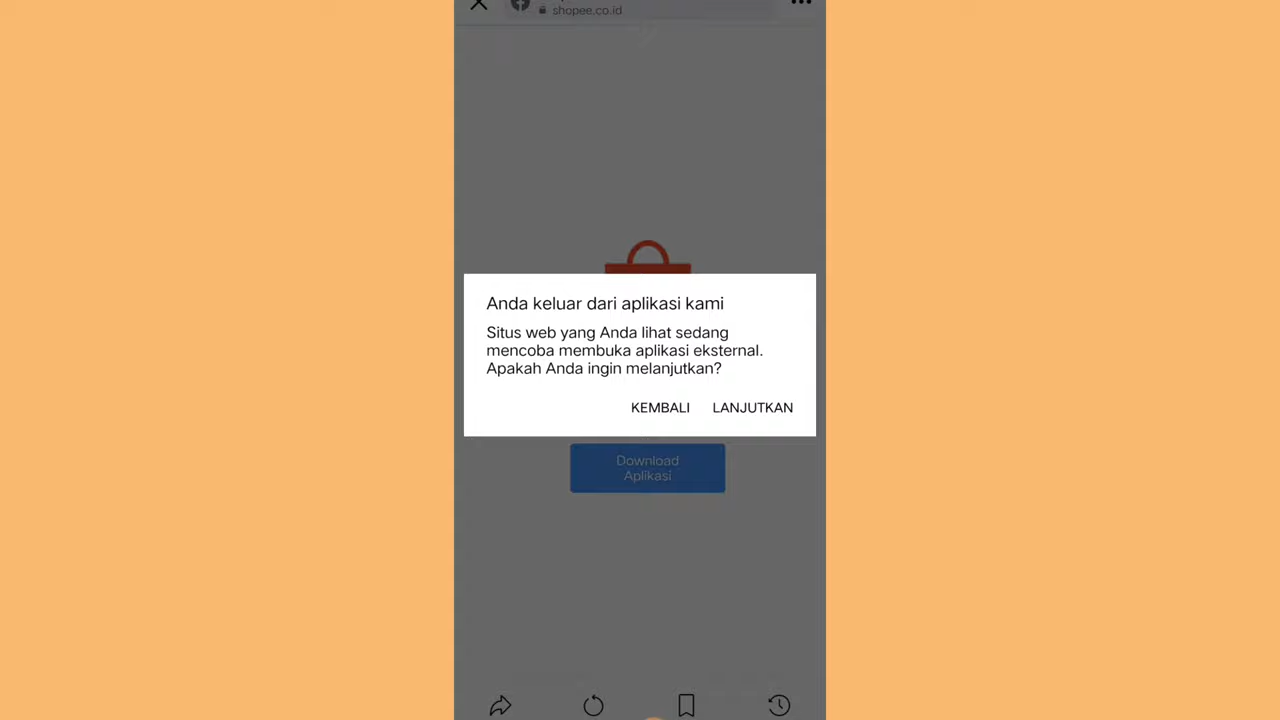 shopee.co.id
Anda keluar dari aplikasi kami
Situs web yang Anda lihat sedang
mencoba membuka aplikasi eksternal.
Apakah Anda ingin melanjutkan?
KEMBALI LANJUTKAN
Download
Aplikasi